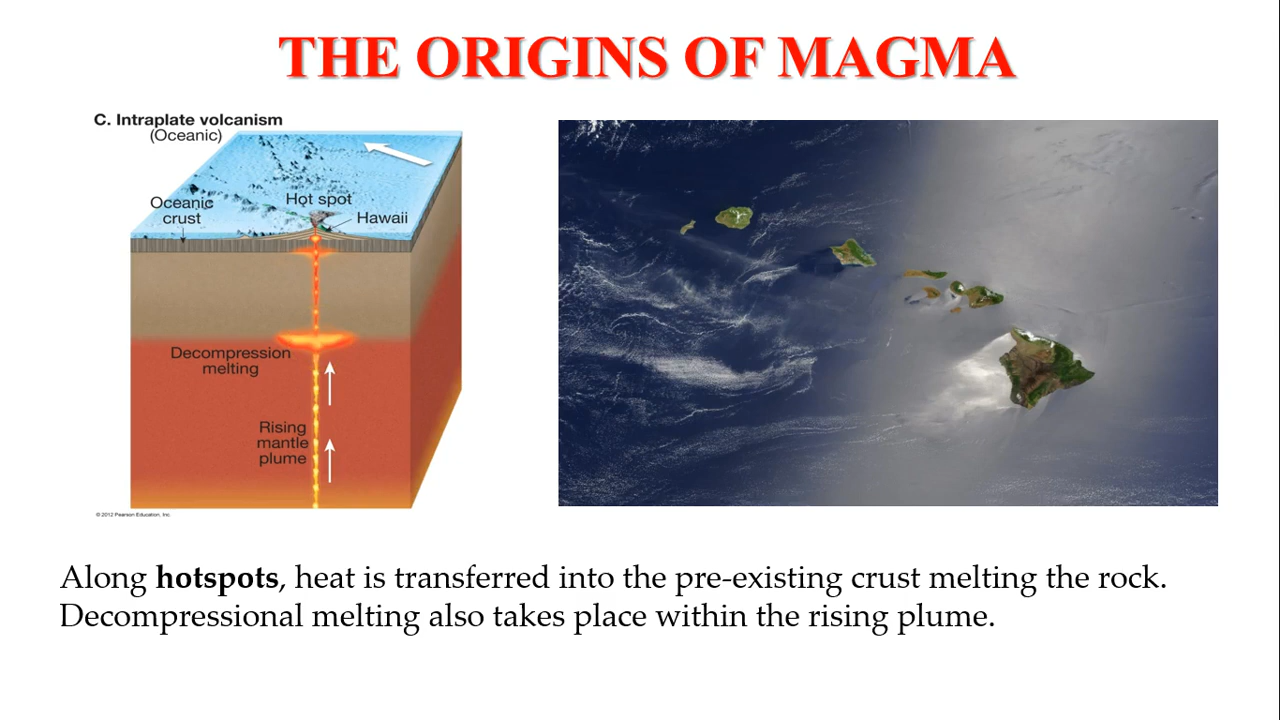 THE ORIGINS OF MAGMA
C. Intraplate volcanism
(Oceanic)
Oceanic
crust
Hot spot
Hawaii
Decompression
melting
Rising
mantle
plume
© 2012 Pearson Education, Inc.
Along hotspots, heat is transferred into the pre-existing crust melting the rock.
Decompressional melting also takes place within the rising plume.